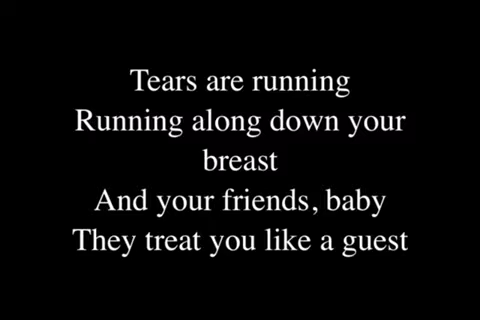 Tears are running
Running along down your
breast
And your friends, baby
They treat you like a guest